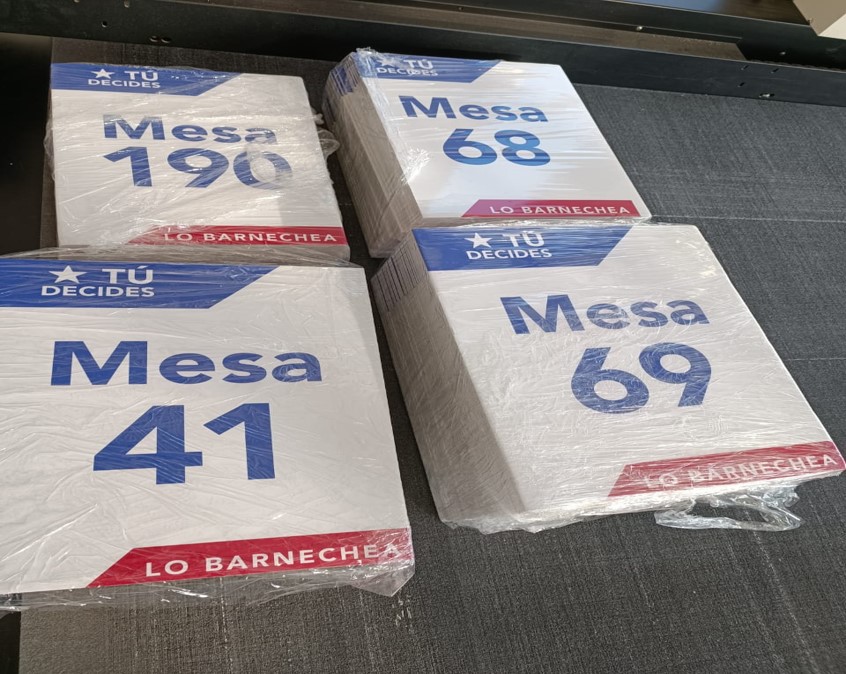 ★ TÚ
DECIDES
Mesa
190
LO BARNECHEA
★ TÚ
DECIDES
Mesa
68
LO BARNECHEA
★ TÚ
DECIDES
Mesa
41
LO BARNECHEA
★ TÚ
DECIDES
Mesa
69
LO BARNECHEA